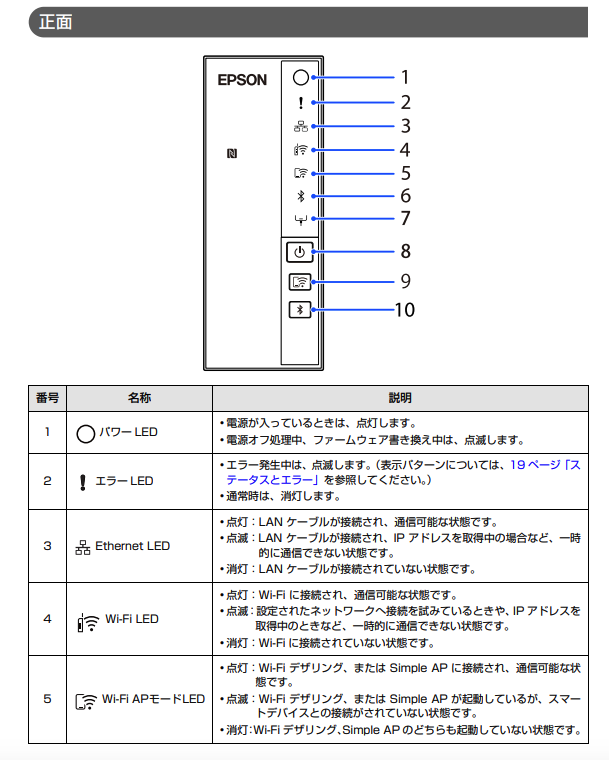 正面
EPSON
1
2
3
4
5
6
7
8
9
10
番号 名称 説明
1 パワー LED
•電源が入っているときは、点灯します。
•電源オフ処理中、ファームウェア書き換え中は、点滅します。
2 エラー LED
•エラー発生中は、点滅します。（表示パターンについては、19 ページ「ス
テータスとエラー」を参照してください。）
•通常時は、消灯します。
3 Ethernet LED
•点灯：LAN ケーブルが接続され、通信可能な状態です。
•点滅：LAN ケーブルが接続され、IP アドレスを取得中の場合など、一時
的に通信できない状態です。
•消灯：LAN ケーブルが接続されていない状態です。
4 Wi-Fi LED
•点灯：Wi-Fi に接続され、通信可能な状態です。
•点滅：設定されたネットワークへ接続を試みているときや、IP アドレスを
取得中のときなど、一時的に通信できない状態です。
•消灯：Wi-Fi に接続されていない状態です。
5 Wi-Fi APモードLED
•点灯：Wi-Fi デザリング、または Simple AP に接続され、通信可能な状
態です。
•点滅：Wi-Fi デザリング、または Simple AP が起動しているが、スマー
トデバイスとの接続がされていない状態です。
•消灯：Wi-Fi デザリング、Simple AP のどちらも起動していない状態です。